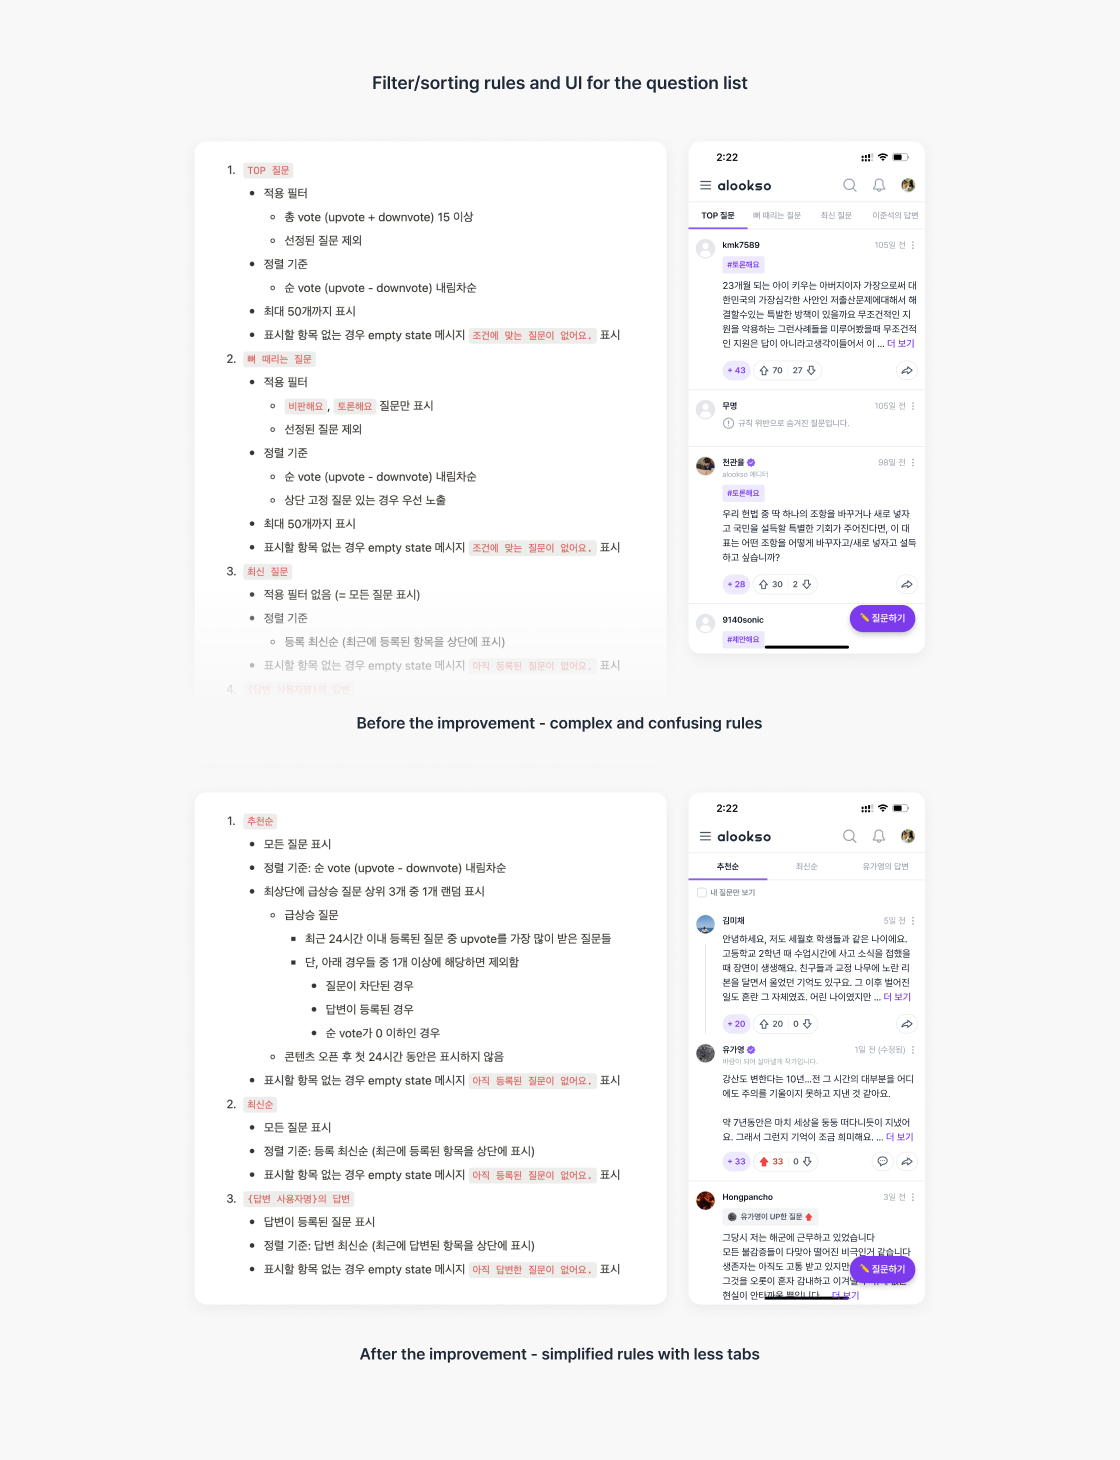 Filter/sorting rules and UI for the question list
1. TOP 질문
• 적용 필터
◦ 총 vote (upvote + downvote) 15 이상
◦ 선정된 질문 제외
• 정렬 기준
◦ 순 vote (upvote - downvote) 내림차순
• 최대 50개까지 표시
• 표시할 항목 없는 경우 empty state 메시지 조건에 맞는 질문이 없어요. 표시
2. 뼈 때리는 질문
• 적용 필터
◦ 비판해요, 토론해요 질문만 표시
◦ 선정된 질문 제외
• 정렬 기준
◦ 순 vote (upvote - downvote) 내림차순
◦ 상단 고정 질문 있는 경우 우선 노출
• 최대 50개까지 표시
• 표시할 항목 없는 경우 empty state 메시지 조건에 맞는 질문이 없어요. 표시
3. 최신 질문
• 적용 필터 없음 (= 모든 질문 표시)
• 정렬 기준
◦ 등록 최신순 (최근에 등록된 항목을 상단에 표시)
• 표시할 항목 없는 경우 empty state 메시지 아직 등록된 질문이 없어요. 표시
4. {답변 사용자명}의 답변
2:22
alookso
TOP 질문 뼈 때리는 질문 최신 질문 이준석의 답변
kmk7589 105일 전
#토론해요
23개월 되는 아이 키우는 아버지이자 가장으로써 대
한민국의 가장심각한 사안인 저출산문제에대해서 해
결할수있는 특발한 방책이 있을까요 무조건적인 지
원을 악용하는 그런사례들을 미루어봤을때 무조건적
인 지원은 답이 아니라고생각이들어서 이 ... 더 보기
+ 43 70 27
무명 105일 전
규칙 위반으로 숨겨진 질문입니다.
천관율 98일 전
alookso 에디터
#토론해요
우리 헌법 중 딱 하나의 조항을 바꾸거나 새로 넣자
고 국민을 설득할 특별한 기회가 주어진다면, 이 대
표는 어떤 조항을 어떻게 바꾸자고/새로 넣자고 설득
하고 싶습니까?
+ 28 30 2
9140sonic
#제안해요
질문하기
Before the improvement - complex and confusing rules
1. 추천순
• 모든 질문 표시
• 정렬 기준: 순 vote (upvote - downvote) 내림차순
• 최상단에 급상승 질문 상위 3개 중 1개 랜덤 표시
◦ 급상승 질문
▪ 최근 24시간 이내 등록된 질문 중 upvote를 가장 많이 받은 질문들
▪ 단, 아래 경우들 중 1개 이상에 해당하면 제외함
• 질문이 차단된 경우
• 답변이 등록된 경우
• 순 vote가 0 이하인 경우
◦ 콘텐츠 오픈 후 첫 24시간 동안은 표시하지 않음
• 표시할 항목 없는 경우 empty state 메시지 아직 등록된 질문이 없어요. 표시
2. 최신순
• 모든 질문 표시
• 정렬 기준: 등록 최신순 (최근에 등록된 항목을 상단에 표시)
• 표시할 항목 없는 경우 empty state 메시지 아직 등록된 질문이 없어요. 표시
3. {답변 사용자명}의 답변
• 답변이 등록된 질문 표시
• 정렬 기준: 답변 최신순 (최근에 답변된 항목을 상단에 표시)
• 표시할 항목 없는 경우 empty state 메시지 아직 답변한 질문이 없어요. 표시
2:22
alookso
추천순 최신순 유가영의 답변
내 질문만 보기
김미채 5일 전
안녕하세요, 저도 세월호 학생들과 같은 나이에요.
고등학교 2학년 때 수업시간에 사고 소식을 접했을
때 장면이 생생해요. 친구들과 교정 나무에 노란 리
본을 달면서 울었던 기억도 있구요. 그 이후 벌어진
일도 혼란 그 자체였죠. 어린 나이였지만 ... 더 보기
+ 20 20 0
유가영 1일 전 (수정됨)
바람이 되어 살아낼게 작가입니다.
강산도 변한다는 10년...전 그 시간의 대부분을 어디
에도 주의를 기울이지 못하고 지낸 것 같아요.
약 7년동안은 마치 세상을 둥둥 떠다니듯이 지냈어
요. 그래서 그런지 기억이 조금 희미해요. ... 더 보기
+ 33 33 0
Hongpancho 3일 전
유가영이 UP한 질문
그당시 저는 해군에 근무하고 있었습니다
모든 불감증들이 다맞아 떨어진 비극인거 같습니다
생존자는 아직도 고통 받고 있지만
그것을 오롯이 혼자 감내하고
현실이 안타까울 뿐입니다 ... 더 보기
질문하기
After the improvement - simplified rules with less tabs